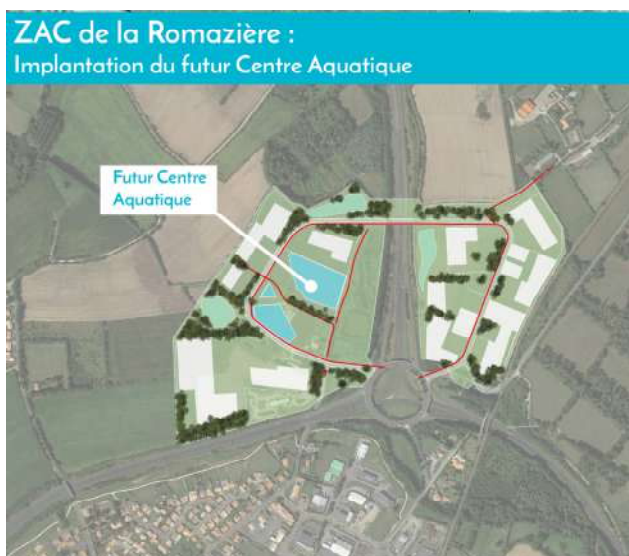 ZAC de la Romazière :
Implantation du futur Centre Aquatique
Futur Centre
Aquatique